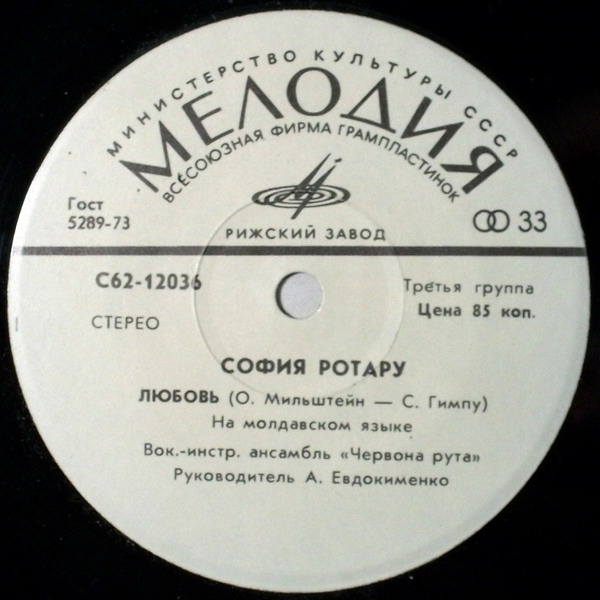 МИНИСТЕРСТВО КУЛЬТУРЫ СССР
МЕЛОДИЯ
ВСЕСОЮЗНАЯ ФИРМА ГРАМПЛАСТИНОК
Гост
5289-73
33
РИЖСКИЙ ЗАВОД
С62-12036
Третья группа
Цена 85 коп.
СТЕРЕО
СОФИЯ РОТАРУ
ЛЮБОВЬ (О. Мильштейн — С. Гимпу)
На молдавском языке
Вок.-инстр. ансамбль «Червона рута»
Руководитель А. Евдокименко